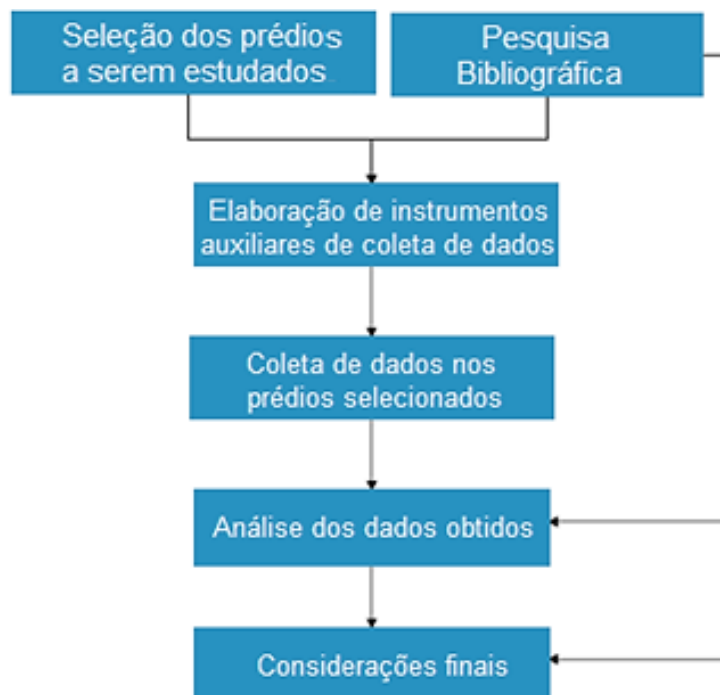 Seleção dos prédios
a serem estudados
Pesquisa
Bibliográfica
Elaboração de instrumentos
auxiliares de coleta de dados
Coleta de dados nos
prédios selecionados
Análise dos dados obtidos
Considerações finais